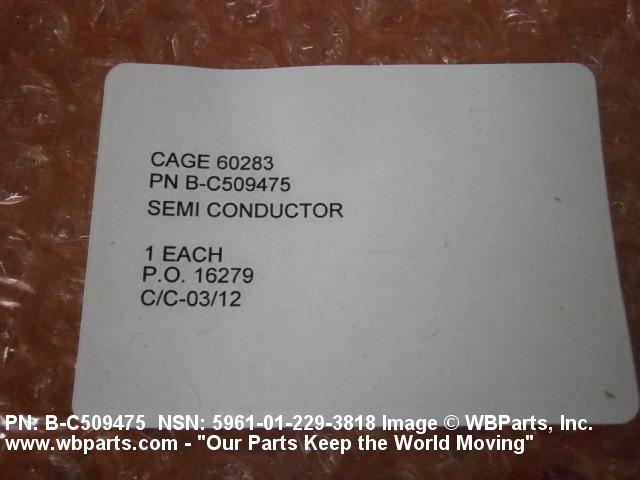 CAGE 60283
PN B-C509475
SEMI CONDUCTOR
1 EACH
P.O. 16279
C/C-03/12
PN: B-C509475 NSN: 5961-01-229-3818 Image © WBParts, Inc.
www.wbparts.com - "Our Parts Keep the World Moving"